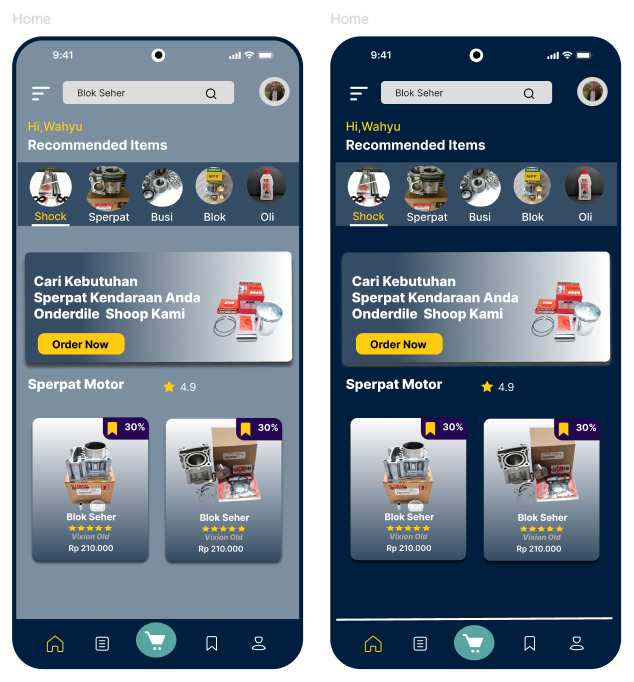 Home
9:41
Blok Seher
Hi,Wahyu
Recommended Items
Shock Sperpat Busi Blok Oli
Cari Kebutuhan
Sperpat Kendaraan Anda
Onderdile Shoop Kami
Order Now
Sperpat Motor 4.9
30% 30%
Blok Seher Blok Seher
Vixion Old Vixion Old
Rp 210.000 Rp 210.000
Home
9:41
Blok Seher
Hi,Wahyu
Recommended Items
Shock Sperpat Busi Blok Oli
Cari Kebutuhan
Sperpat Kendaraan Anda
Onderdile Shoop Kami
Order Now
Sperpat Motor 4.9
30% 30%
Blok Seher Blok Seher
Vixion Old Vixion Old
Rp 210.000 Rp 210.000